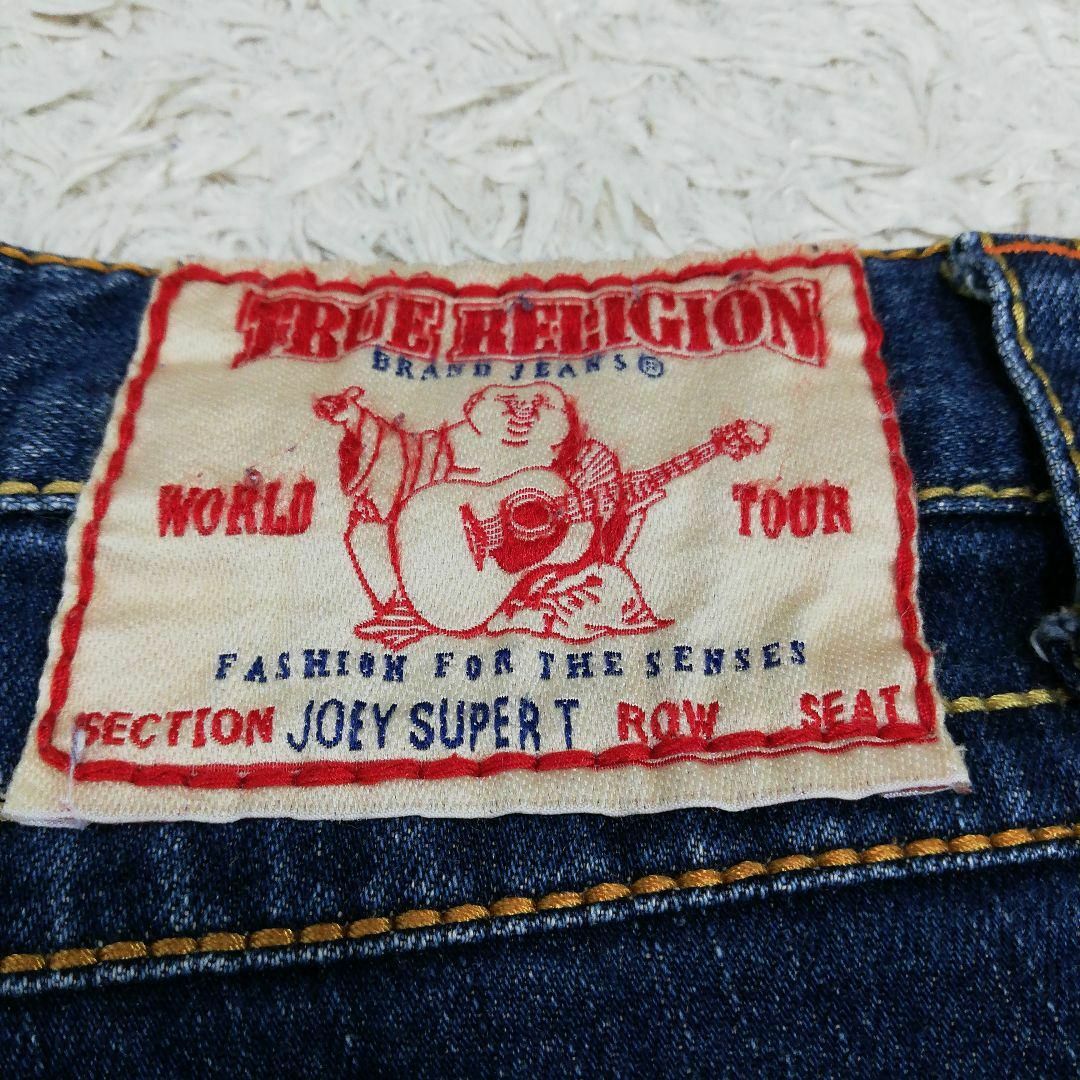 TRUE RELIGION
BRAND JEANS®
WORLD TOUR
FASHION FOR THE SENSES
SECTION JOEY SUPER T ROW SEAT